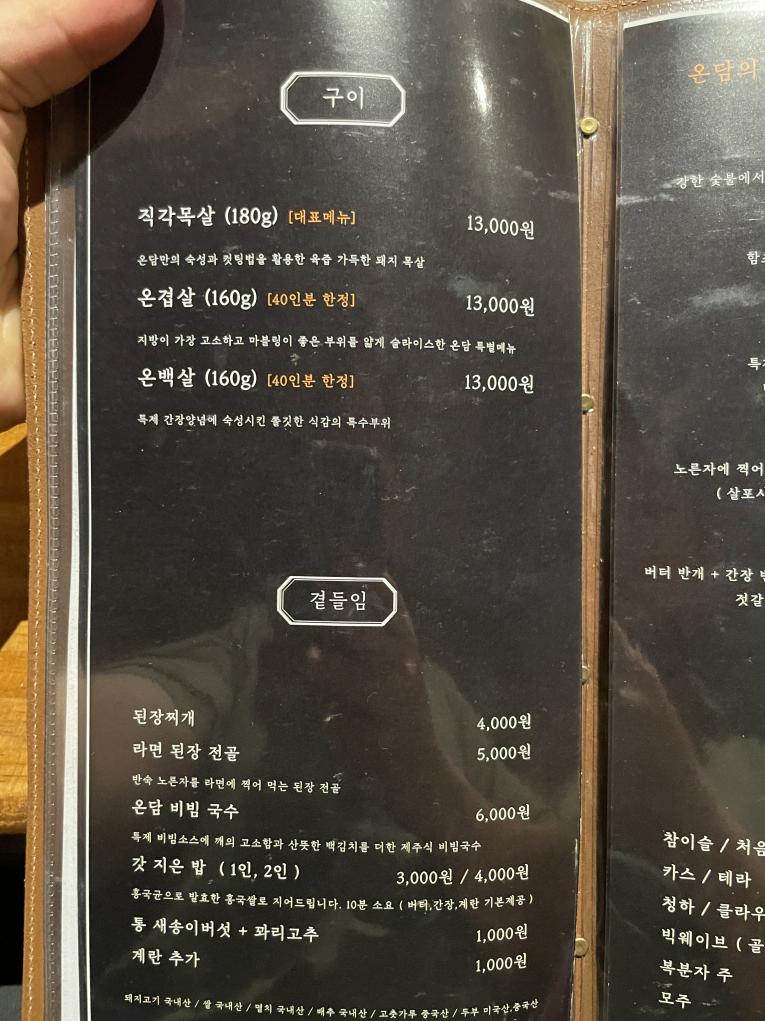 구이
직각목살 (180g) [대표메뉴] 13,000원
온담만의 숙성과 컷팅법을 활용한 육즙 가득한 돼지 목살
온겹살 (160g) [40인분 한정] 13,000원
지방이 가장 고소하고 마블링이 좋은 부위를 얇게 슬라이스한 온담 특별메뉴
온백살 (160g) [40인분 한정] 13,000원
특제 간장양념에 숙성시킨 쫄깃한 식감의 특수부위
곁들임
된장찌개 4,000원
라면 된장 전골 5,000원
반숙 노른자를 라면에 찍어 먹는 된장 전골
온담 비빔 국수 6,000원
특제 비빔소스에 깨의 고소함과 산뜻한 백김치를 더한 제주식 비빔국수
갓 지은 밥 ( 1인, 2인 ) 3,000원 / 4,000원
홍국균으로 발효한 홍국쌀로 지어드립니다. 10분 소요 ( 버터,간장,계란 기본제공 )
통 새송이버섯 + 꽈리고추 1,000원
계란 추가 1,000원
돼지고기 국내산 / 쌀 국내산 / 멸치 국내산 / 배추 국내산 / 고춧가루 중국산 / 두부 미국산,중국산
온담의
강한 숯불에서
함초
특제
노른자에 찍어
( 살포시
버터 반개 + 간장
젓갈
참이슬 / 처음
카스 / 테라
청하 / 클라우
빅웨이브 ( 골
복분자 주
모주